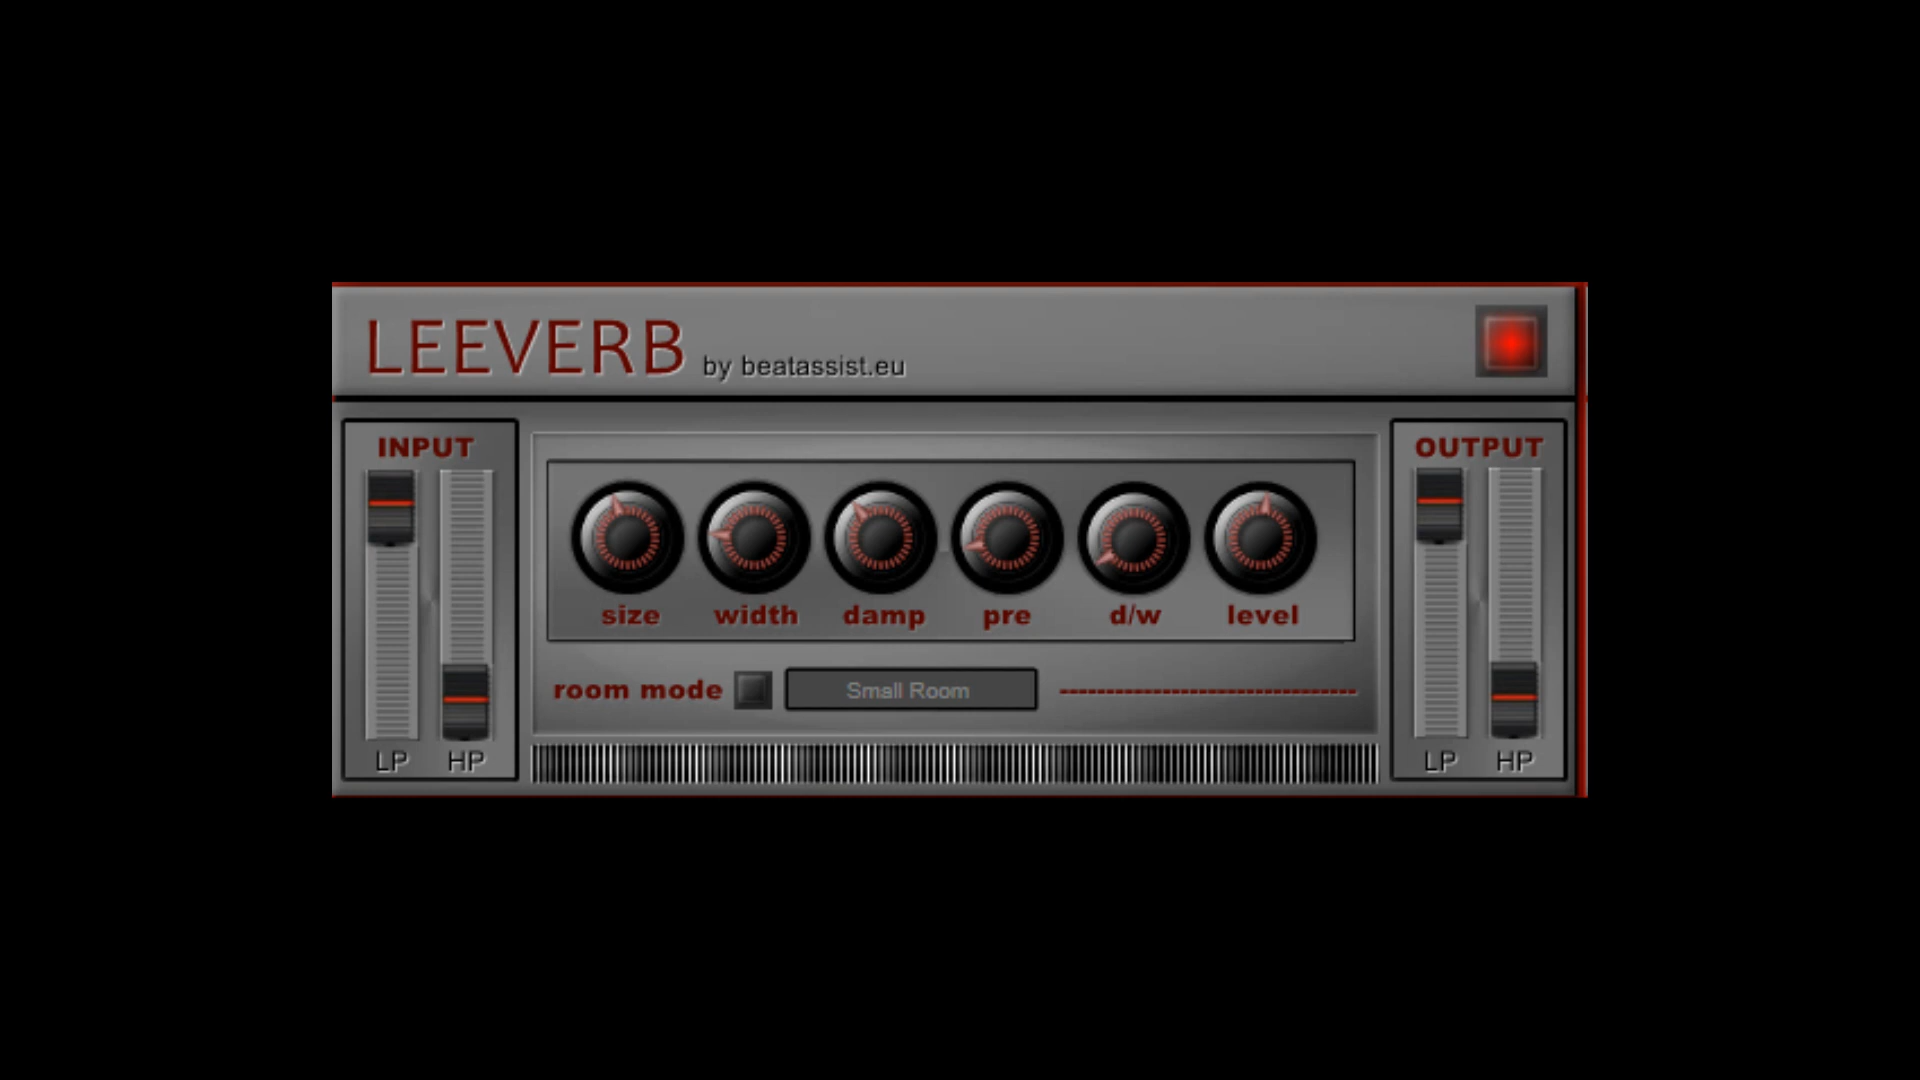 LEEVERB by beatassist.eu
INPUT
OUTPUT
size width damp pre d/w level
room mode Small Room
LP HP
LP HP